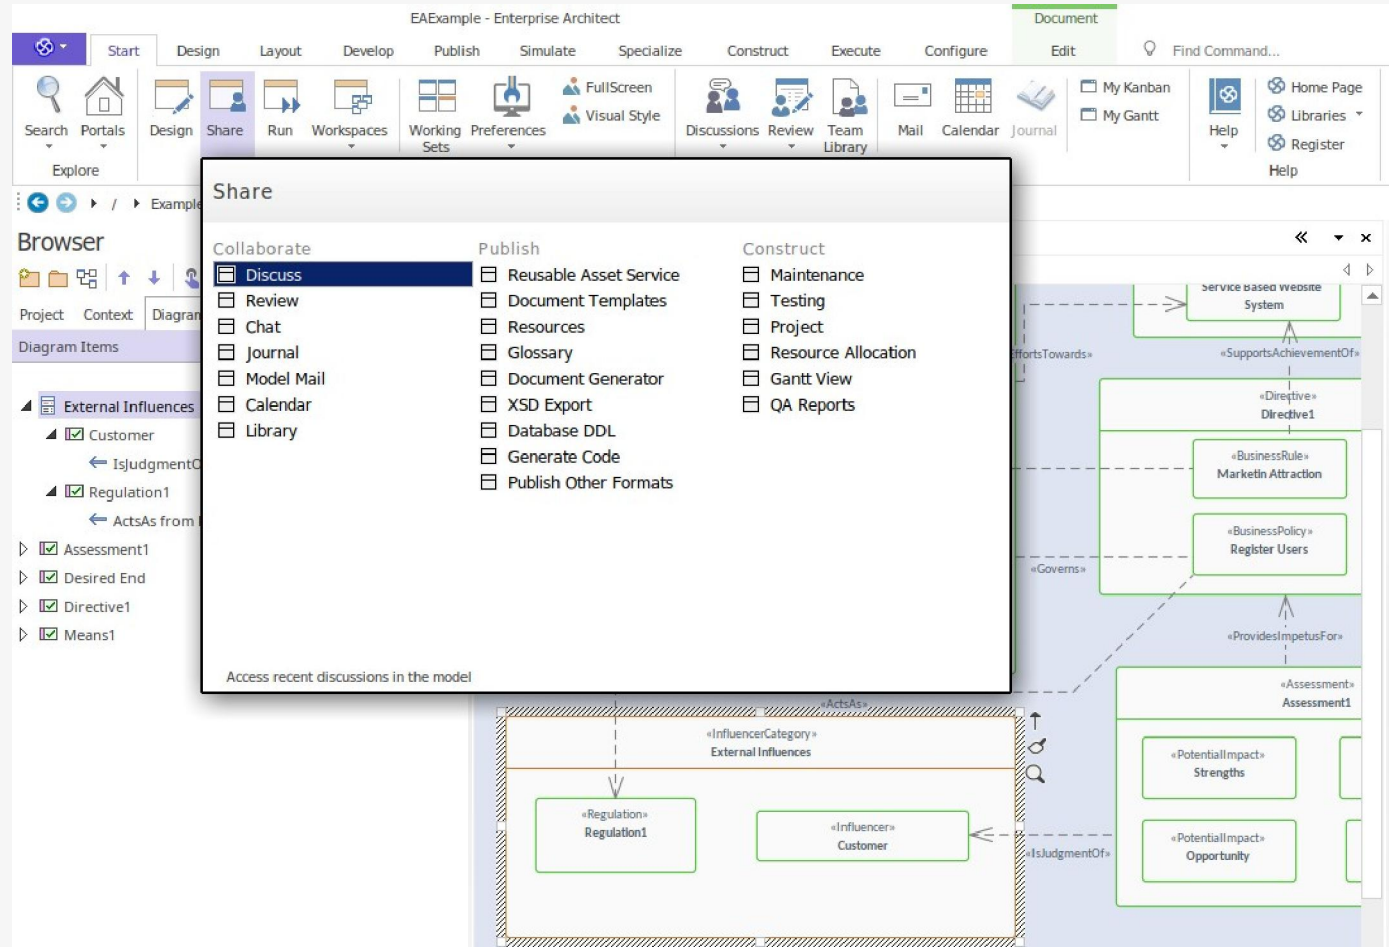 EAExample - Enterprise Architect
Document
Start Design Layout Develop Publish Simulate Specialize Construct Execute Configure Edit Find Command...
Search Portals Design Share Run Workspaces Working Sets Preferences
FullScreen
Visual Style
Discussions Review Team Library Mail Calendar Journal
My Kanban
My Gantt
Help
Home Page
Libraries
Register
Explore
Help
/ Example
Browser
Project Context Diagram
Diagram Items
External Influences
Customer
Regulation1
ActsAs from
Assessment1
Desired End
Directive1
Means1
Share
Collaborate
Discuss
Review
Chat
Journal
Model Mail
Calendar
Library
Publish
Reusable Asset Service
Document Templates
Resources
Glossary
Document Generator
XSD Export
Database DDL
Generate Code
Publish Other Formats
Construct
Maintenance
Testing
Project
Resource Allocation
Gantt View
QA Reports
Access recent discussions in the model
Service Based Website
System
«SupportsAchievementOf»
«Directive»
Directive1
«BusinessRule»
MarketIn Attraction
«BusinessPolicy»
Register Users
«Governs»
«ProvidesImpetusFor»
«Assessment»
Assessment1
«PotentialImpact»
Strengths
«PotentialImpact»
Opportunity
«ActsAs»
«InfluencerCategory»
External Influences
«Regulation»
Regulation1
«Influencer»
Customer
«IsJudgmentOf»